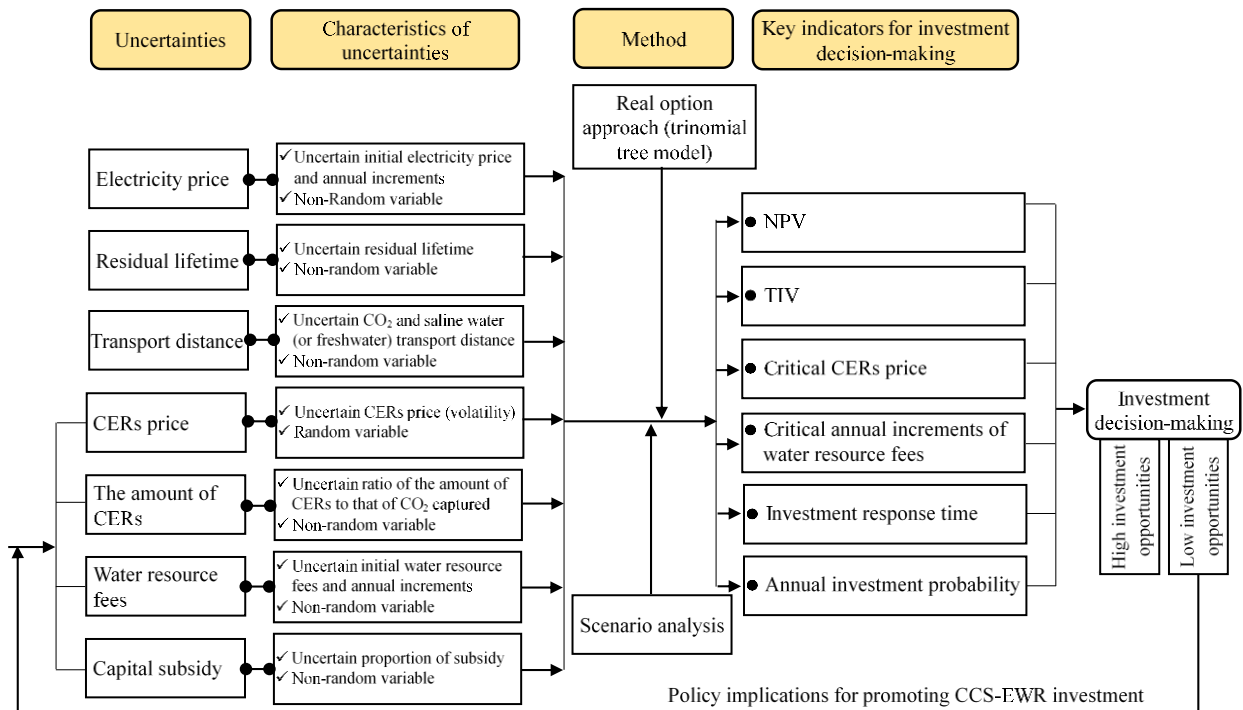 Uncertainties
Characteristics of
uncertainties
Method
Key indicators for investment
decision-making
Real option
approach (trinomial
tree model)
Electricity price
✓ Uncertain initial electricity price
and annual increments
✓ Non-Random variable
Residual lifetime
✓ Uncertain residual lifetime
✓ Non-random variable
Transport distance
✓ Uncertain CO₂ and saline water
(or freshwater) transport distance
✓ Non-random variable
CERs price
✓ Uncertain CERs price (volatility)
✓ Random variable
The amount of
CERs
✓ Uncertain ratio of the amount of
CERs to that of CO₂ captured
✓ Non-random variable
Water resource
fees
✓ Uncertain initial water resource
fees and annual increments
✓ Non-random variable
Capital subsidy
✓ Uncertain proportion of subsidy
✓ Non-random variable
Scenario analysis
● NPV
● TIV
● Critical CERs price
● Critical annual increments of
water resource fees
● Investment response time
● Annual investment probability
Investment
decision-making
High investment
opportunities
Low investment
opportunities
Policy implications for promoting CCS-EWR investment